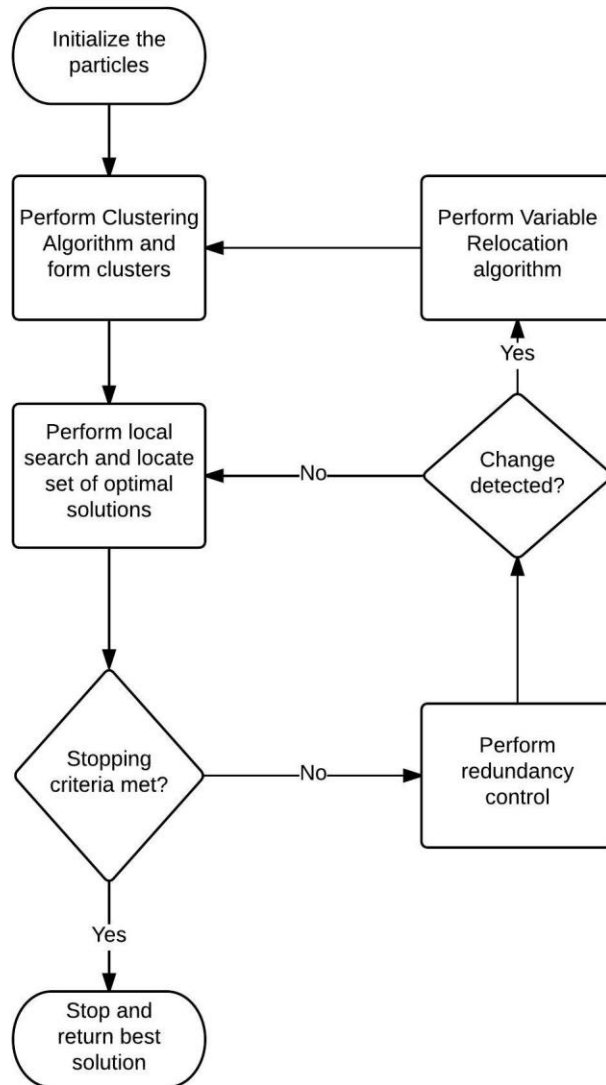 Initialize the
particles
Perform Clustering
Algorithm and
form clusters
Perform Variable
Relocation
algorithm
Yes
Perform local
search and locate
set of optimal
solutions
No
Change
detected?
Stopping
criteria met?
No
Perform
redundancy
control
Yes
Stop and
return best
solution